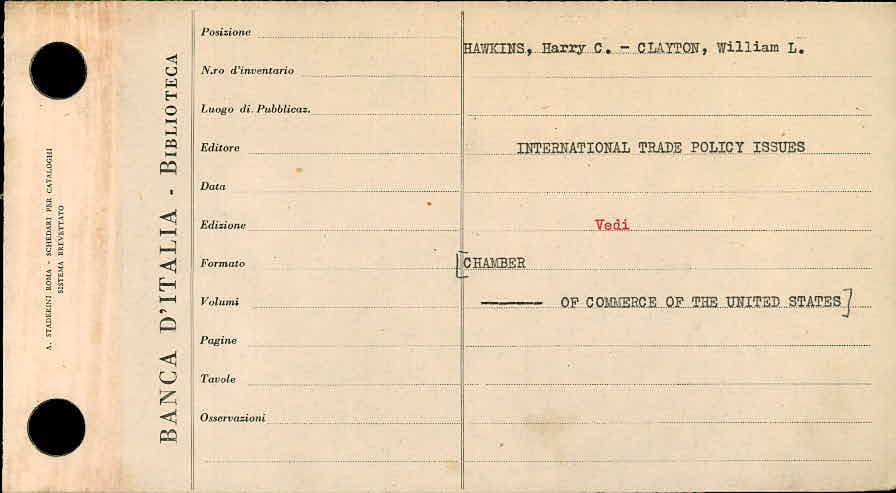 A. STADERINI ROMA - SCHEDARI PER CATALOGHI
SISTEMA BREVETTATO
BANCA D'ITALIA - BIBLIOTECA
Posizione
N.ro d'inventario
Luogo di Pubblicaz.
Editore
Data
Edizione
Formato
Volumi
Pagine
Tavole
Osservazioni
HAWKINS, Harry C. - CLAYTON, William L.
INTERNATIONAL TRADE POLICY ISSUES
Vedi
[CHAMBER
——— OF COMMERCE OF THE UNITED STATES]